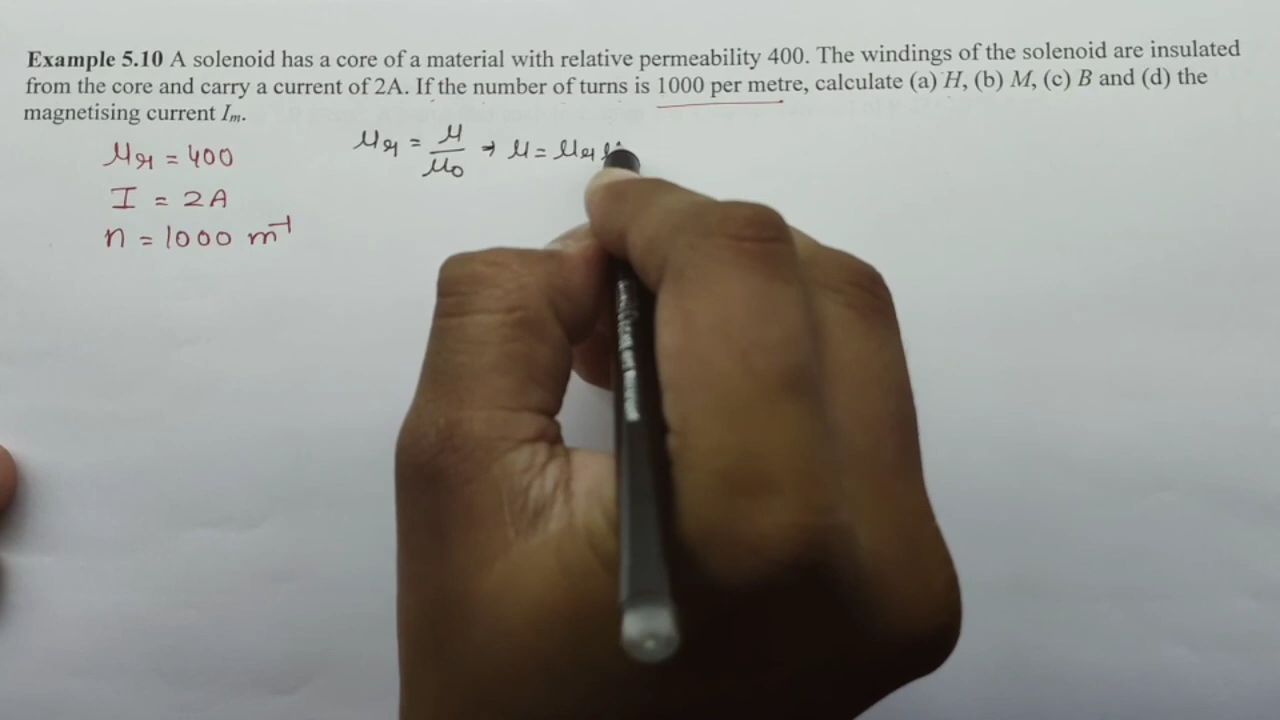 Example 5.10 A solenoid has a core of a material with relative permeability 400. The windings of the solenoid are insulated
from the core and carry a current of 2A. If the number of turns is 1000 per metre, calculate (a) H, (b) M, (c) B and (d) the
magnetising current Iₘ.
μᵣ = 400
I = 2A
n = 1000 m⁻¹
μᵣ = μ/μ₀ → μ = μᵣ